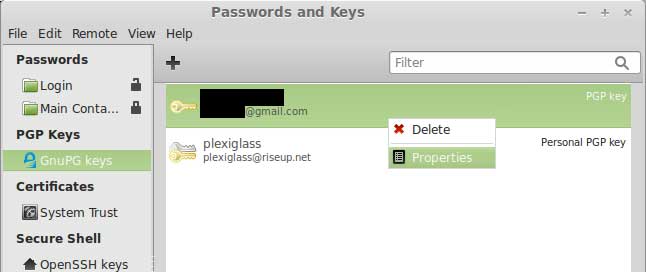 Passwords and Keys
File Edit Remote View Help
Passwords
Login
Main Conta...
PGP Keys
GnuPG keys
Certificates
System Trust
Secure Shell
OpenSSH keys
Filter
@gmail.com
PGP key
Delete
Properties
plexiglass
plexiglass@riseup.net
Personal PGP key